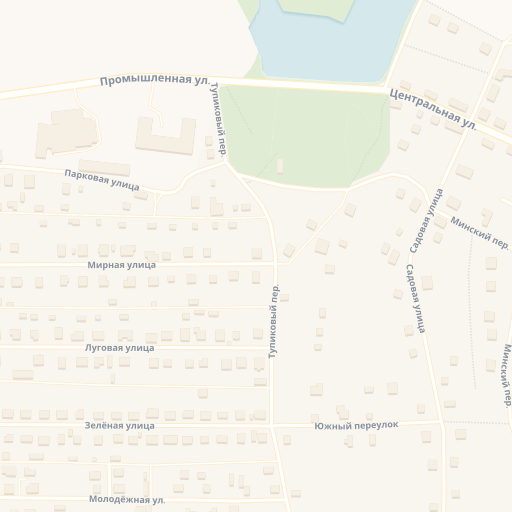 Промышленная ул.
Тупиковый пер.
Центральная ул.
Парковая улица
Садовая улица
Минский пер.
Мирная улица
Садовая улица
Тупиковый пер.
Луговая улица
Минский пер.
Зелёная улица
Южный переулок
Молодёжная ул.